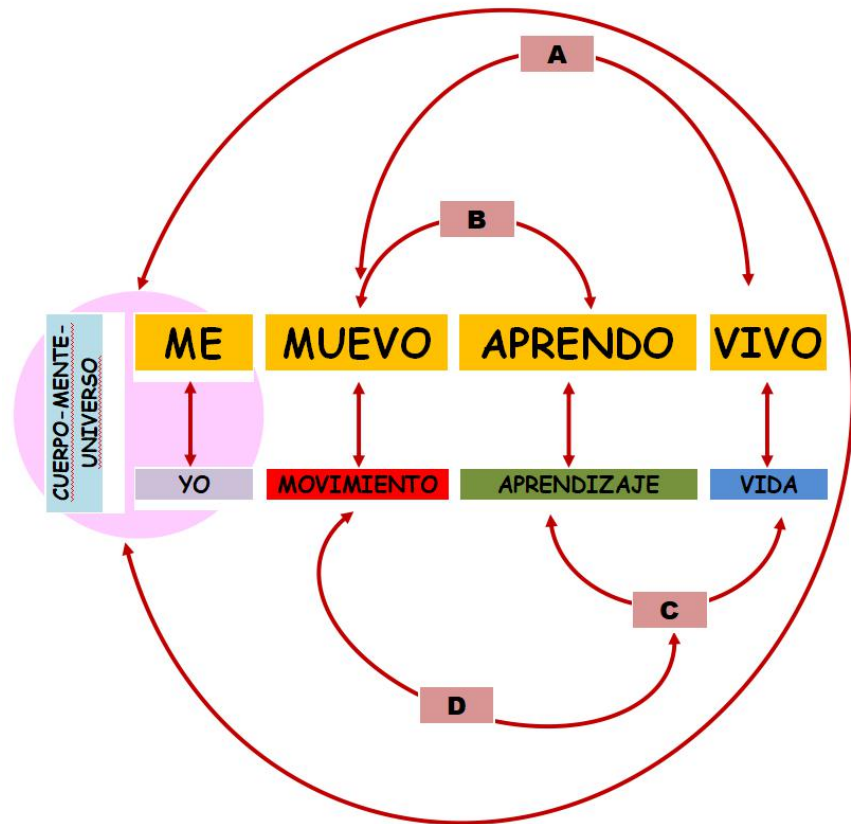 A
B
CUERPO-MENTE-
UNIVERSO
ME MUEVO APRENDO VIVO
YO MOVIMIENTO APRENDIZAJE VIDA
C
D